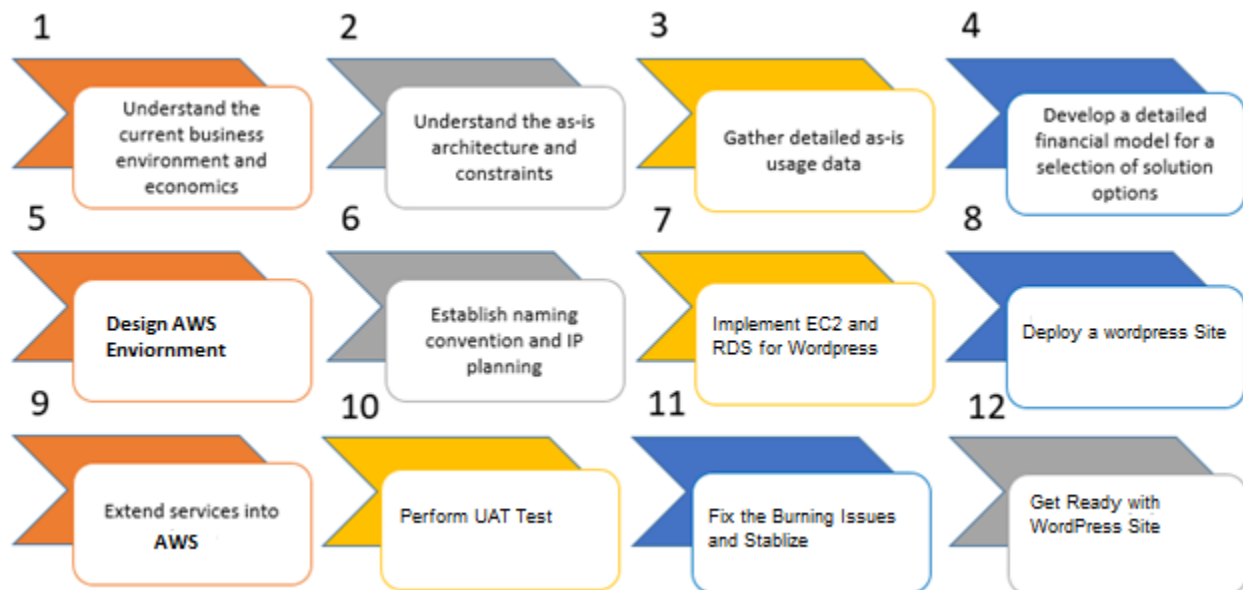 1
Understand the
current business
environment and
economics
2
Understand the as-is
architecture and
constraints
3
Gather detailed as-is
usage data
4
Develop a detailed
financial model for a
selection of solution
options
5
Design AWS
Enviornment
6
Establish naming
convention and IP
planning
7
Implement EC2 and
RDS for Wordpress
8
Deploy a wordpress Site
9
Extend services into
AWS
10
Perform UAT Test
11
Fix the Burning Issues
and Stablize
12
Get Ready with
WordPress Site